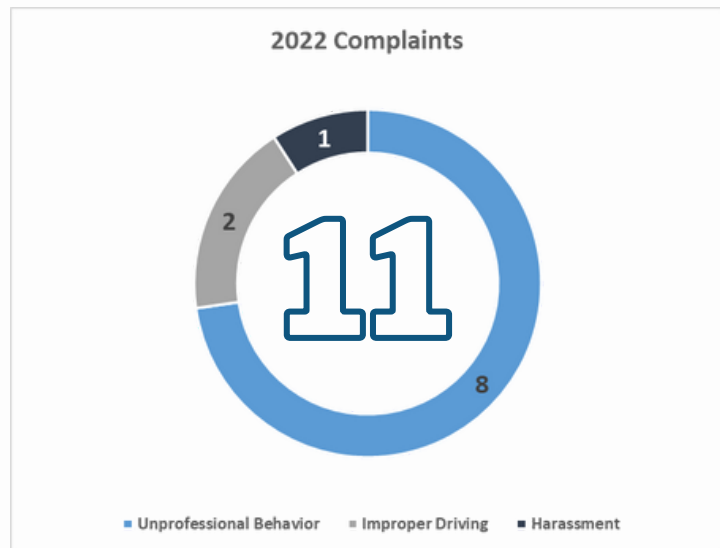 2022 Complaints
1
2
11
8
Unprofessional Behavior Improper Driving Harassment